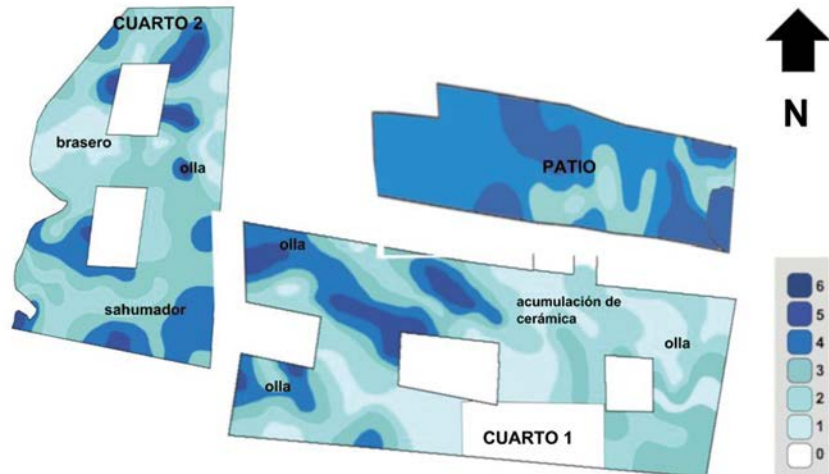 CUARTO 2
brasero
olla
sahumador
PATIO
N
olla
acumulación de
cerámica
olla
olla
CUARTO 1
6
5
4
3
2
1
0